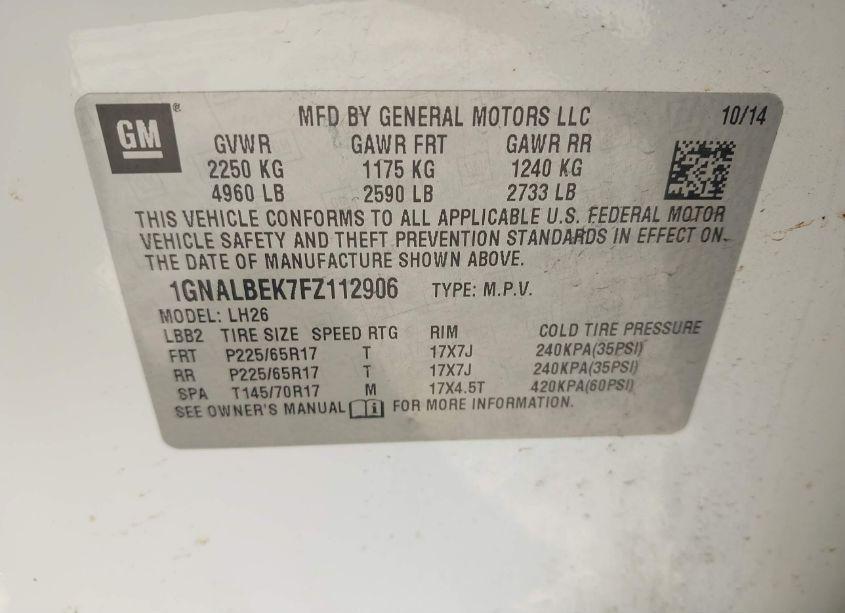 GM ® MFD BY GENERAL MOTORS LLC 10/14
GVWR GAWR FRT GAWR RR
2250 KG 1175 KG 1240 KG
4960 LB 2590 LB 2733 LB
THIS VEHICLE CONFORMS TO ALL APPLICABLE U.S. FEDERAL MOTOR
VEHICLE SAFETY AND THEFT PREVENTION STANDARDS IN EFFECT ON
THE DATE OF MANUFACTURE SHOWN ABOVE.
1GNALBEK7FZ112906 TYPE: M.P.V.
MODEL: LH26
LBB2 TIRE SIZE SPEED RTG RIM COLD TIRE PRESSURE
FRT P225/65R17 T 17X7J 240KPA(35PSI)
RR P225/65R17 T 17X7J 240KPA(35PSI)
SPA T145/70R17 M 17X4.5T 420KPA(60PSI)
SEE OWNER'S MANUAL i FOR MORE INFORMATION.